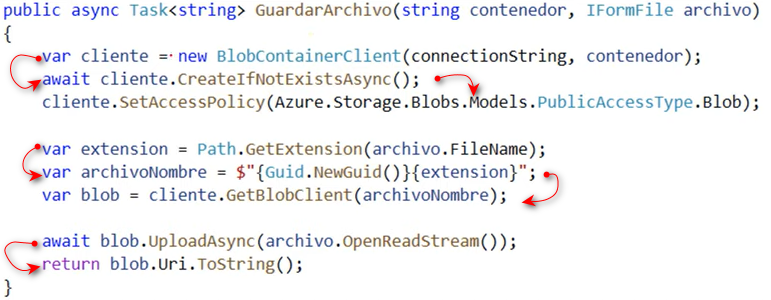 public async Task<string> GuardarArchivo(string contenedor, IFormFile archivo)
{
var cliente = new BlobContainerClient(connectionString, contenedor);
await cliente.CreateIfNotExistsAsync();
cliente.SetAccessPolicy(Azure.Storage.Blobs.Models.PublicAccessType.Blob);
var extension = Path.GetExtension(archivo.FileName);
var archivoNombre = $"{Guid.NewGuid()}{extension}";
var blob = cliente.GetBlobClient(archivoNombre);
await blob.UploadAsync(archivo.OpenReadStream());
return blob.Uri.ToString();
}